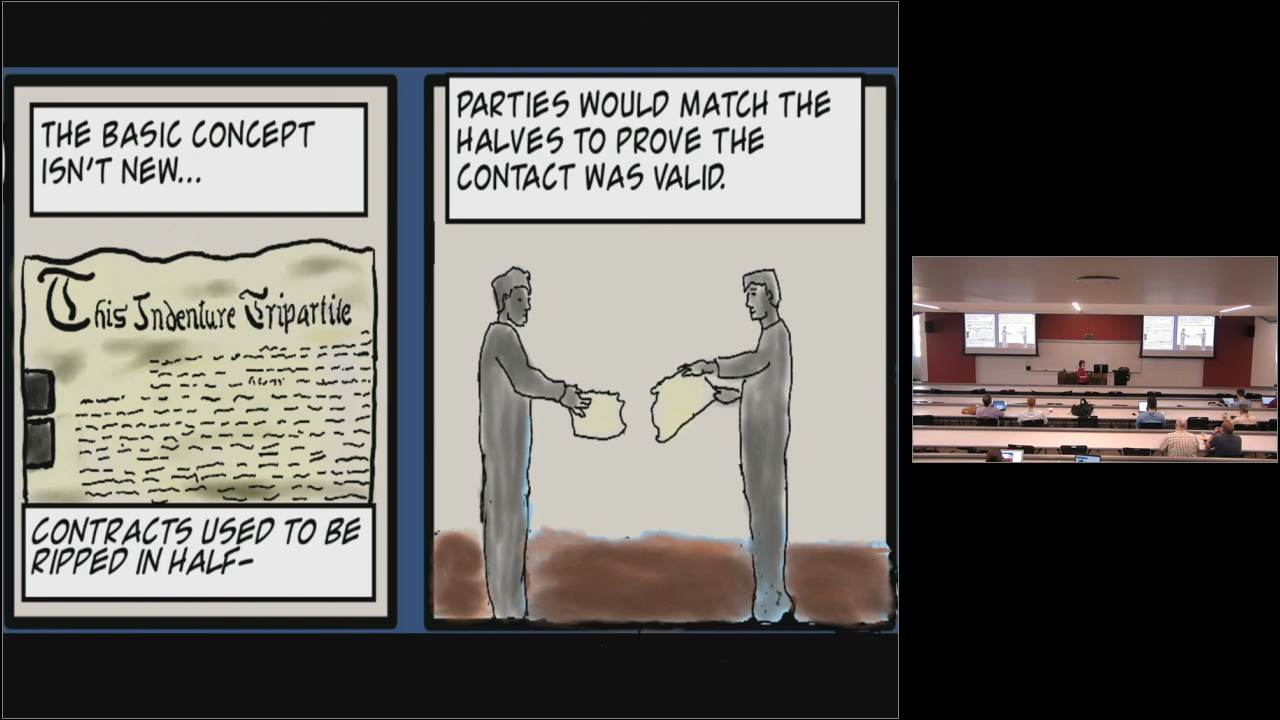 THE BASIC CONCEPT
ISN'T NEW...
This Indenture Tripartite
CONTRACTS USED TO BE
RIPPED IN HALF-
PARTIES WOULD MATCH THE
HALVES TO PROVE THE
CONTACT WAS VALID.